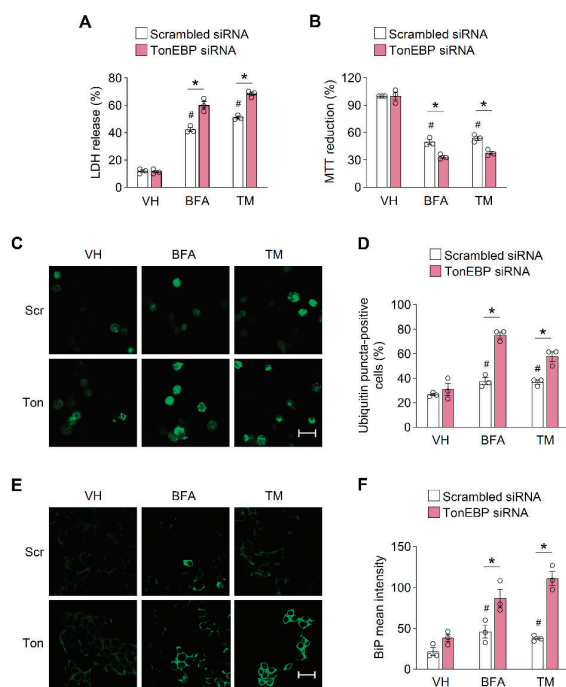 A
Scrambled siRNA
TonEBP siRNA
LDH release (%)
80
60
40
20
0
*
*
#
#
VH
BFA
TM
B
Scrambled siRNA
TonEBP siRNA
MTT reduction (%)
120
90
60
30
0
*
*
#
#
VH
BFA
TM
C
VH
BFA
TM
Scr
Ton
D
Scrambled siRNA
TonEBP siRNA
Ubiquitin puncta-positive
cells (%)
100
80
60
40
20
0
*
*
#
#
VH
BFA
TM
E
VH
BFA
TM
Scr
Ton
F
Scrambled siRNA
TonEBP siRNA
BiP mean intensity
150
100
50
0
*
*
#
#
VH
BFA
TM